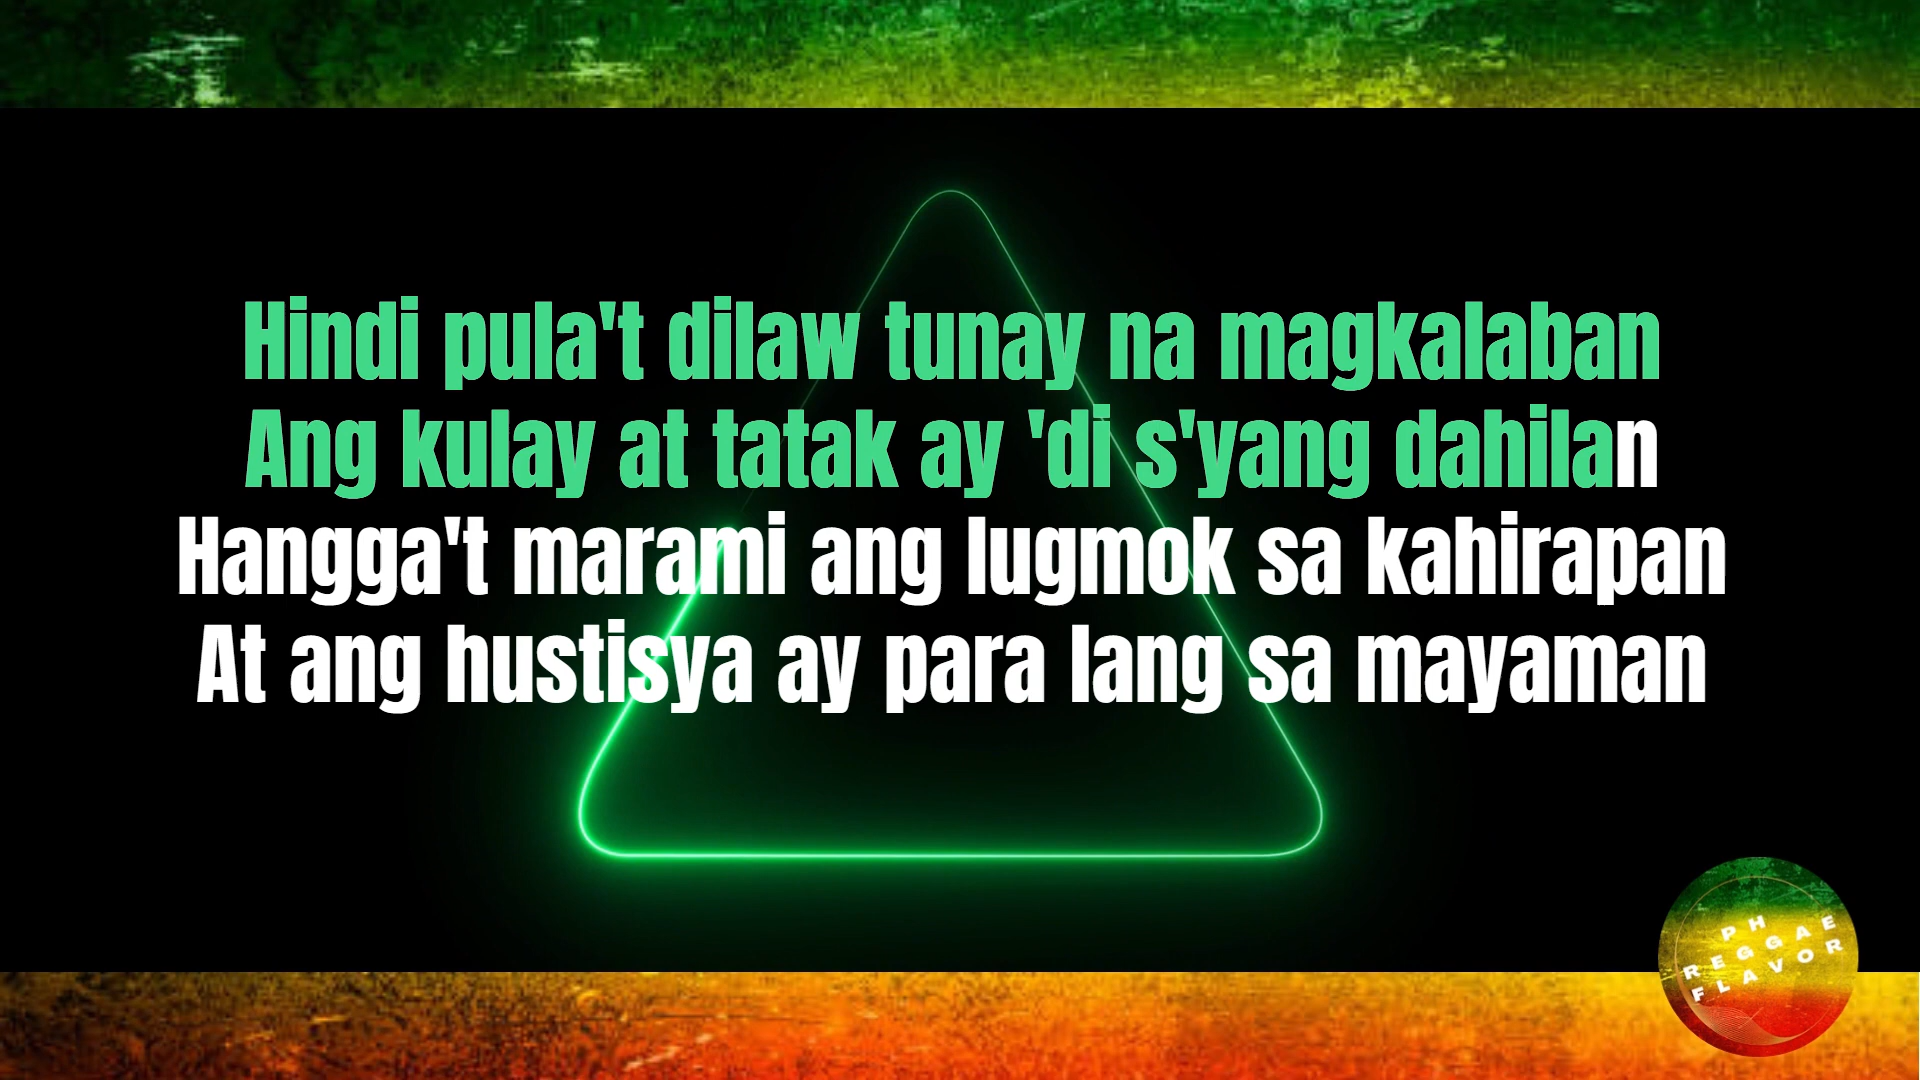 Hindi pula't dilaw tunay na magkalaban
Ang kulay at tatak ay 'di s'yang dahilan
Hangga't marami ang lugmok sa kahirapan
At ang hustisya ay para lang sa mayaman
PH
REGGAE
FLAVOR